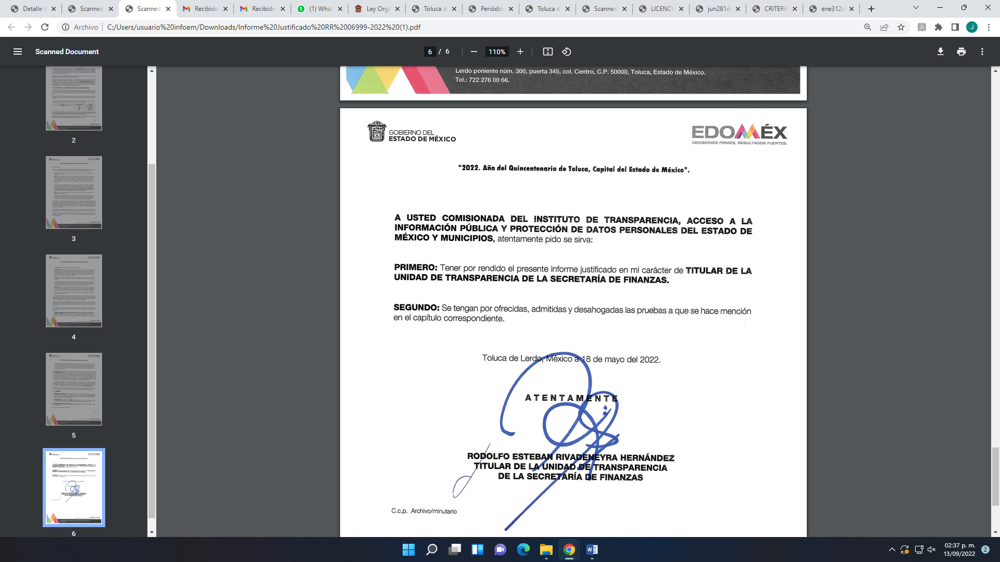 Detalle d
Scanned
Scanned
Recibido
Recibido
(1) What
Ley Orga
Toluca d
Periódic
Toluca d
Scanned
LICENCI
jun281d
CRITERIO
ene312a
Archivo
C:/Users/usuario%20infoem/Downloads/Informe%20Justificado%20RR%2006999-2022%20(1).pdf
J
Scanned Document
6 / 6
110%
2
3
4
5
6
Lerdo poniente núm. 300, puerta 345, col. Centro, C.P. 50000, Toluca, Estado de México.
Tel.: 722 276 00 66.
GOBIERNO DEL
ESTADO DE MÉXICO
EDOMÉX
DECISIONES FIRMES, RESULTADOS FUERTES.
“2022. Año del Quincentenario de Toluca, Capital del Estado de México”.
A USTED COMISIONADA DEL INSTITUTO DE TRANSPARENCIA, ACCESO A LA
INFORMACIÓN PÚBLICA Y PROTECCIÓN DE DATOS PERSONALES DEL ESTADO DE
MÉXICO Y MUNICIPIOS, atentamente pido se sirva:
PRIMERO: Tener por rendido el presente informe justificado en mi carácter de TITULAR DE LA
UNIDAD DE TRANSPARENCIA DE LA SECRETARÍA DE FINANZAS.
SEGUNDO: Se tengan por ofrecidas, admitidas y desahogadas las pruebas a que se hace mención
en el capítulo correspondiente.
Toluca de Lerdo, México a 18 de mayo del 2022.
ATENTAMENTE
RODOLFO ESTEBAN RIVADENEYRA HERNÁNDEZ
TITULAR DE LA UNIDAD DE TRANSPARENCIA
DE LA SECRETARÍA DE FINANZAS
C.c.p. Archivo/minutario
02:37 p. m.
13/09/2022
2